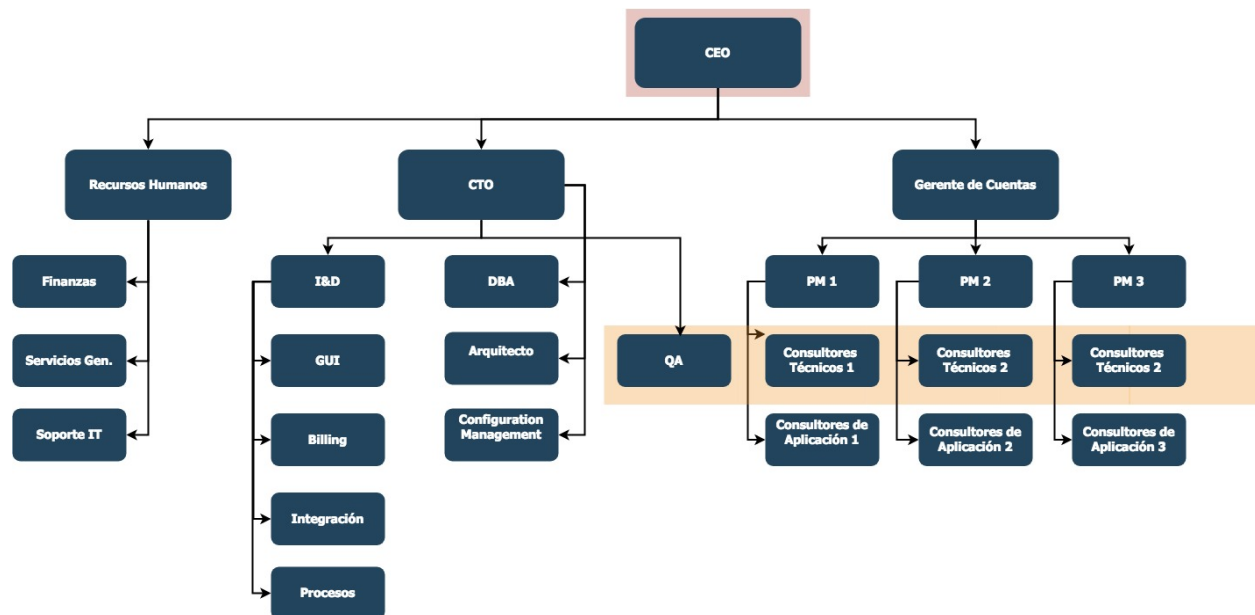 CEO
Recursos Humanos
CTO
Gerente de Cuentas
Finanzas
I&D
DBA
PM 1
PM 2
PM 3
Servicios Gen.
GUI
Arquitecto
QA
Consultores
Técnicos 1
Consultores
Técnicos 2
Consultores
Técnicos 2
Soporte IT
Billing
Configuration
Management
Consultores de
Aplicación 1
Consultores de
Aplicación 2
Consultores de
Aplicación 3
Integración
Procesos